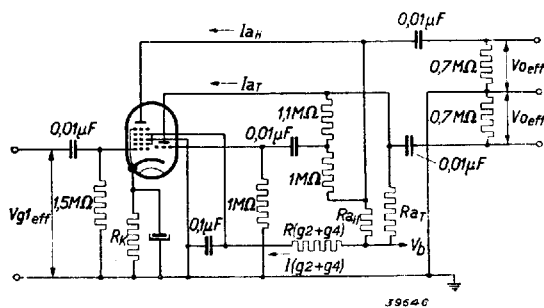 Ia_H
0,01μF
0,7MΩ
Vo_eff
Ia_T
0,01μF
0,01μF
1,1MΩ
0,7MΩ
Vo_eff
0,01μF
1MΩ
Vg1_eff
1,5MΩ
R_K
0,1μF
1MΩ
R(g2+g4)
Ra_H
Ra_T
V_b
I(g2+g4)
39646